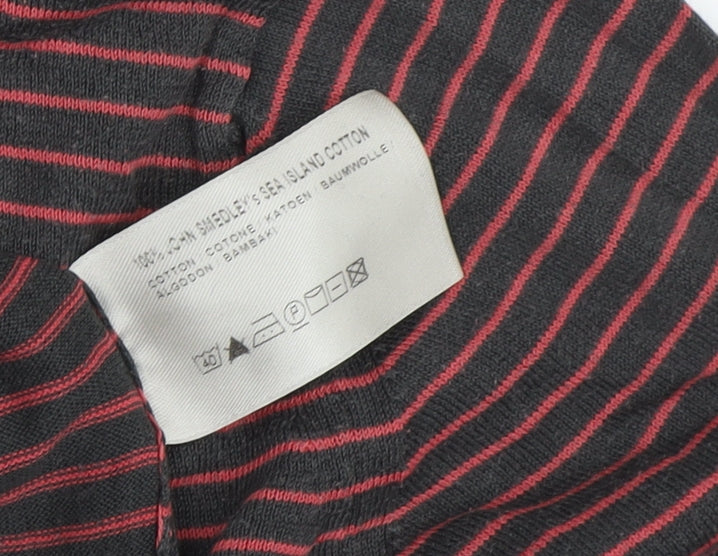 100% JOHN SMEDLEY'S SEA ISLAND COTTON
COTTON COTONE KATOEN BAUMWOLLE
ALGODON BAMBAKI
40 P